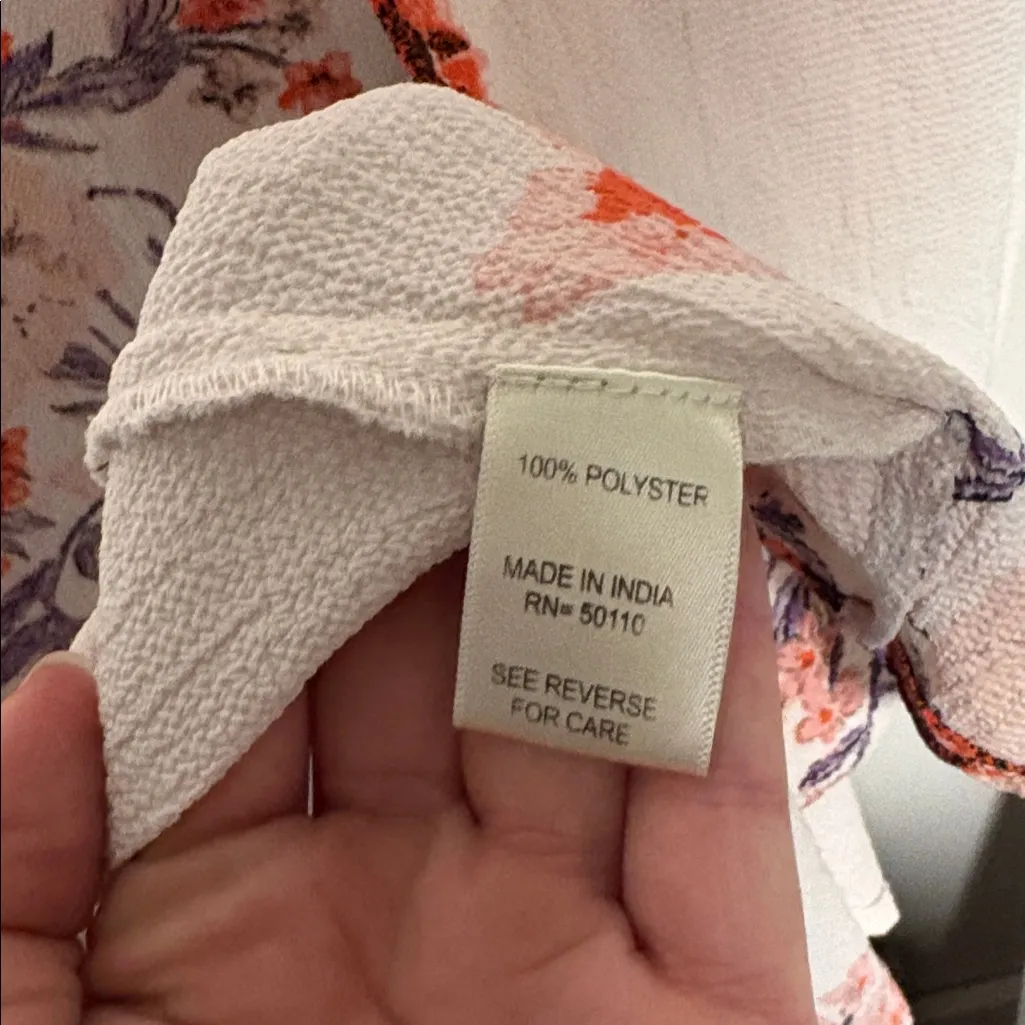 100% POLYSTER
MADE IN INDIA
RN= 50110
SEE REVERSE
FOR CARE